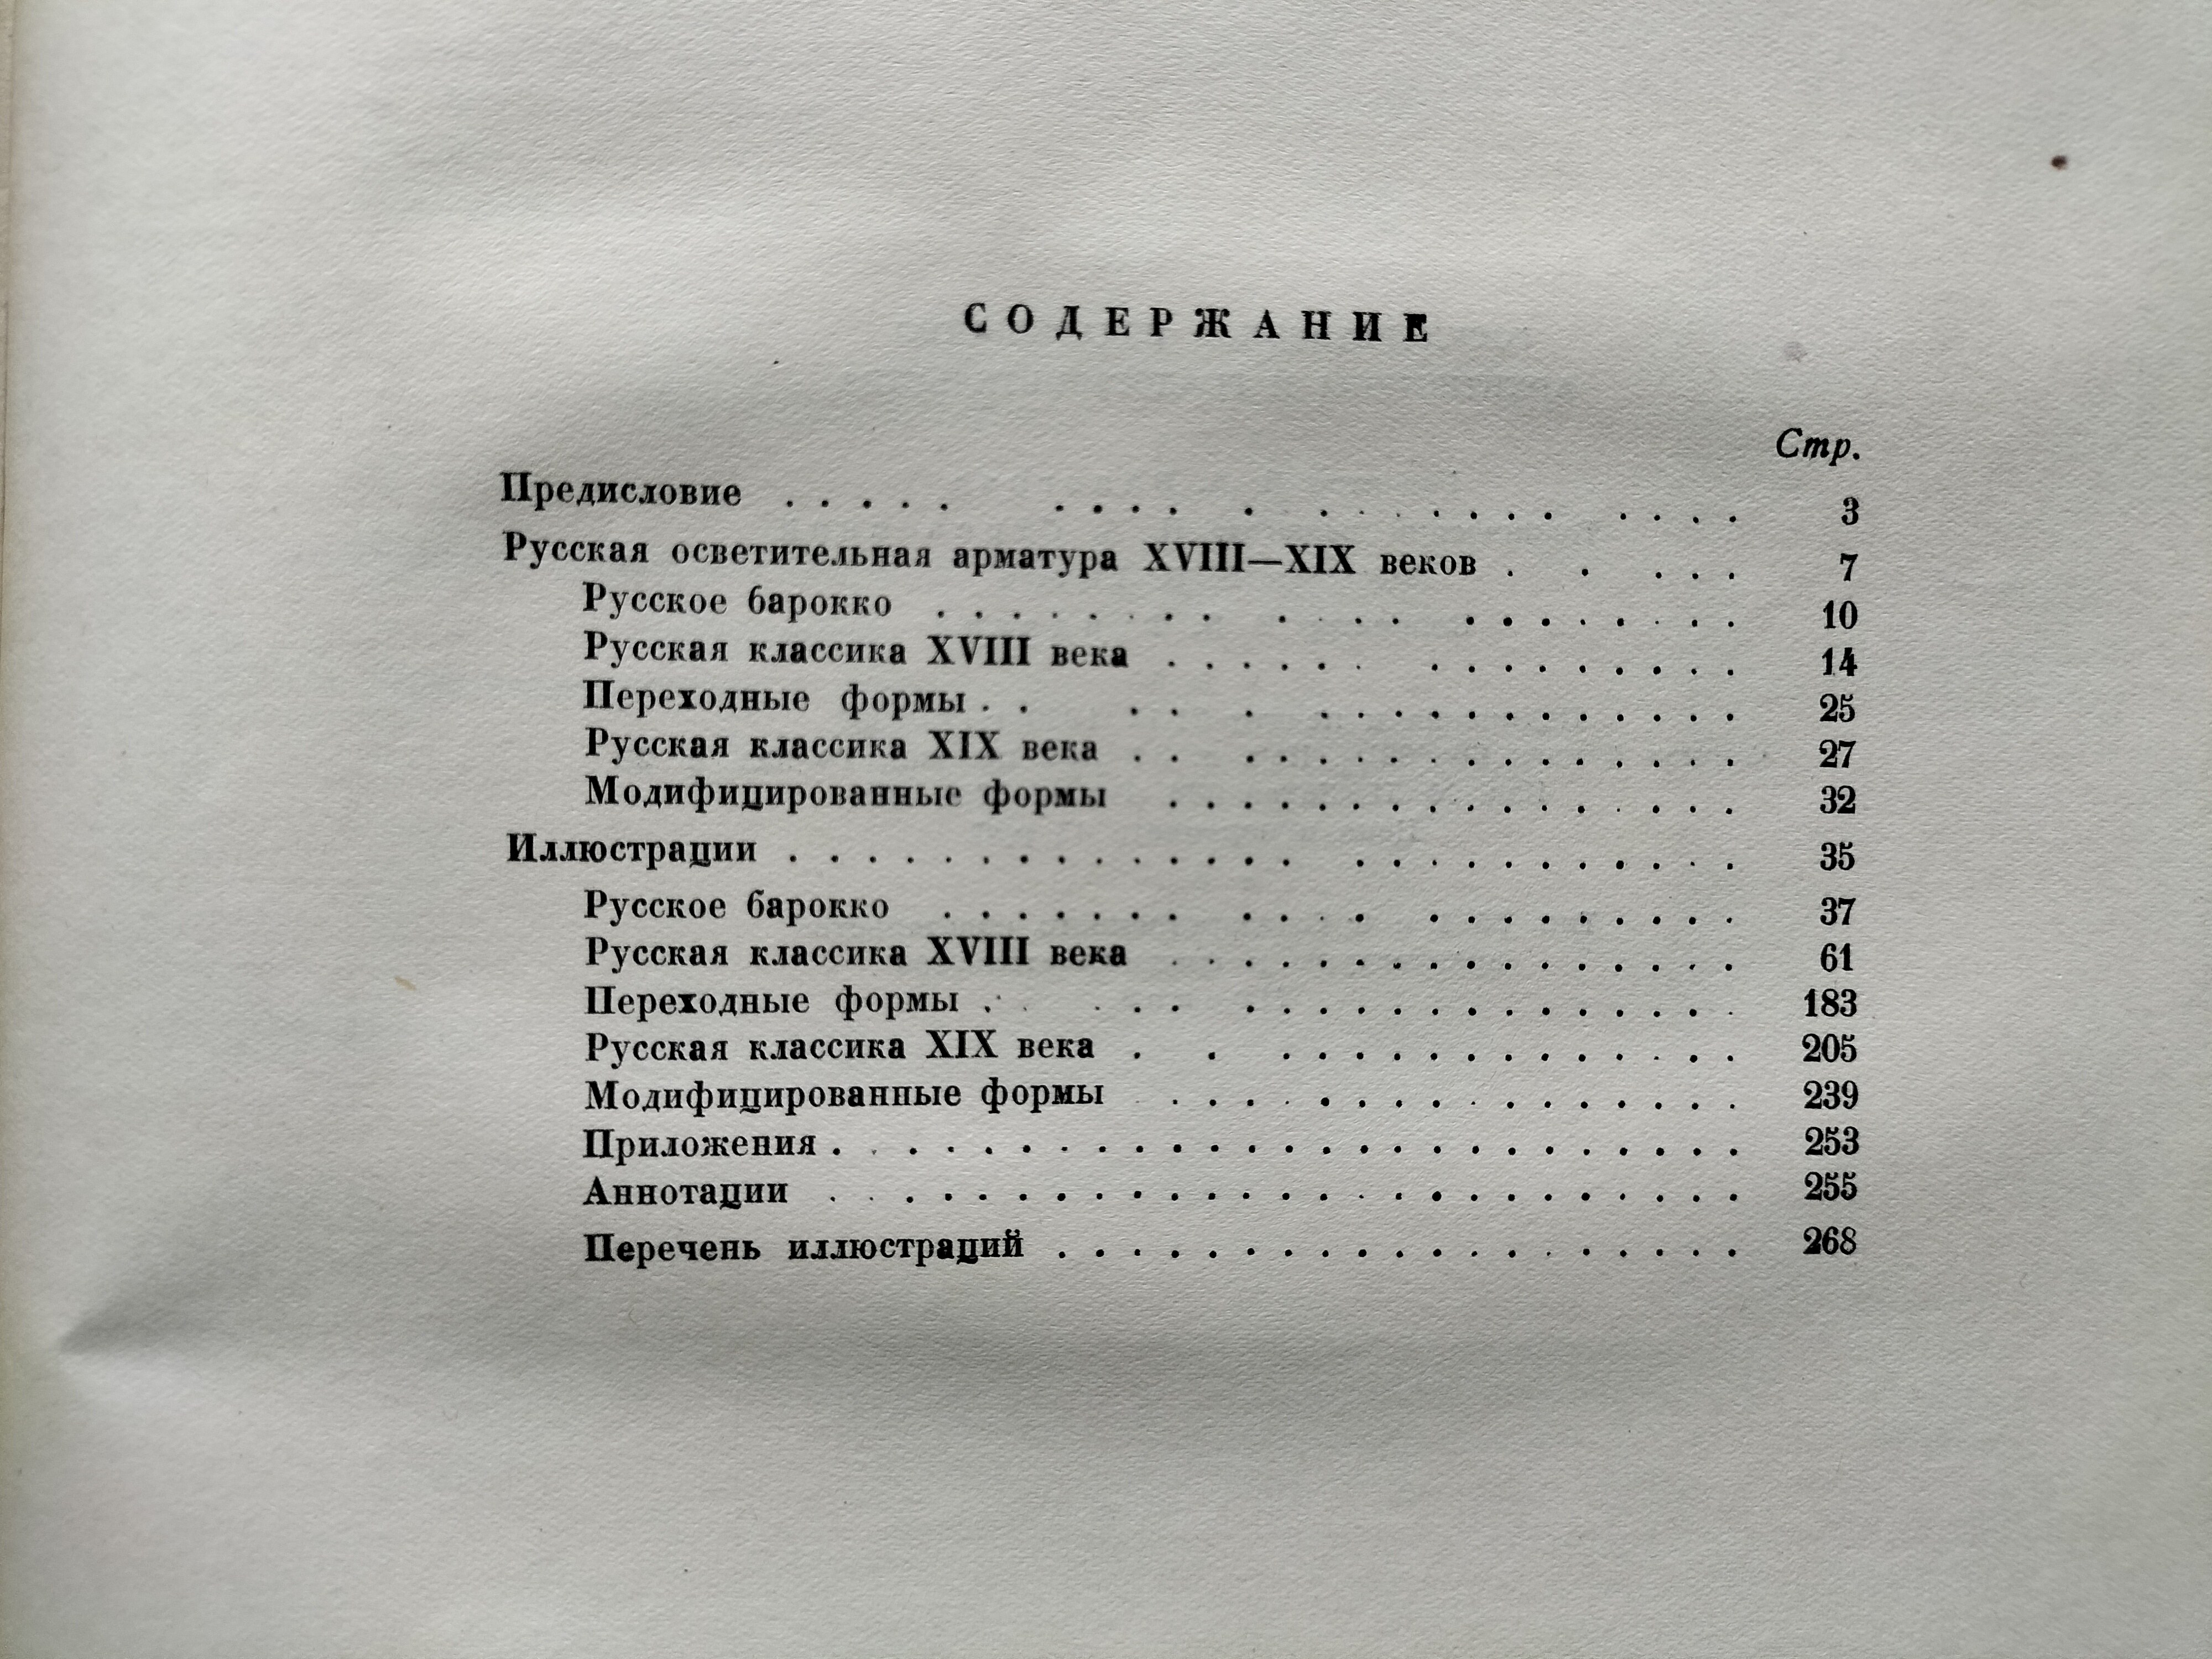 СОДЕРЖАНИЕ
Стр.
Предисловие . . . . . . . . . . . . . . . . . . . . . 3
Русская осветительная арматура XVIII—XIX веков . . . . . 7
Русское барокко . . . . . . . . . . . . . . . . . . . . 10
Русская классика XVIII века . . . . . . . . . . . . . . . 14
Переходные формы . . . . . . . . . . . . . . . . . 25
Русская классика XIX века . . . . . . . . . . . . . . . . 27
Модифицированные формы . . . . . . . . . . . . . . . 32
Иллюстрации . . . . . . . . . . . . . . . . . . . . . . . . 35
Русское барокко . . . . . . . . . . . . . . . . . . . . 37
Русская классика XVIII века . . . . . . . . . . . . . . . . 61
Переходные формы . . . . . . . . . . . . . . . . . . 183
Русская классика XIX века . . . . . . . . . . . . . . . 205
Модифицированные формы . . . . . . . . . . . . . . . . 239
Приложения . . . . . . . . . . . . . . . . . . . . . . . . . 253
Аннотации . . . . . . . . . . . . . . . . . . . . . . . . . 255
Перечень иллюстраций . . . . . . . . . . . . . . . . . . . 268